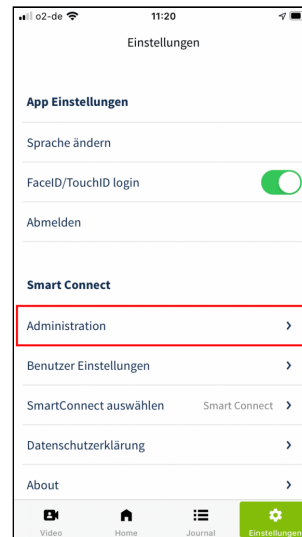 o2-de 11:20
Einstellungen
App Einstellungen
Sprache ändern
FaceID/TouchID login
Abmelden
Smart Connect
Administration
Benutzer Einstellungen
SmartConnect auswählen Smart Connect
Datenschutzerklärung
About
Video Home Journal Einstellungen